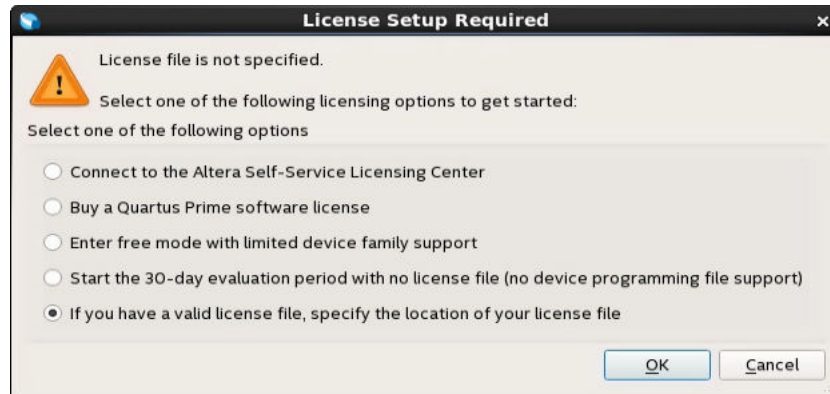 License Setup Required
License file is not specified.
Select one of the following licensing options to get started:
Select one of the following options
Connect to the Altera Self-Service Licensing Center
Buy a Quartus Prime software license
Enter free mode with limited device family support
Start the 30-day evaluation period with no license file (no device programming file support)
If you have a valid license file, specify the location of your license file
OK Cancel